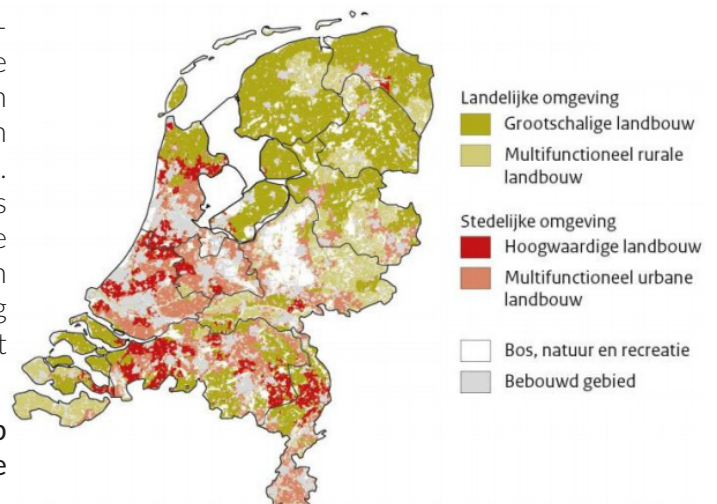 Landelijke omgeving
Grootschalige landbouw
Multifunctioneel rurale
landbouw
Stedelijke omgeving
Hoogwaardige landbouw
Multifunctioneel urbane
landbouw
Bos, natuur en recreatie
Bebouwd gebied